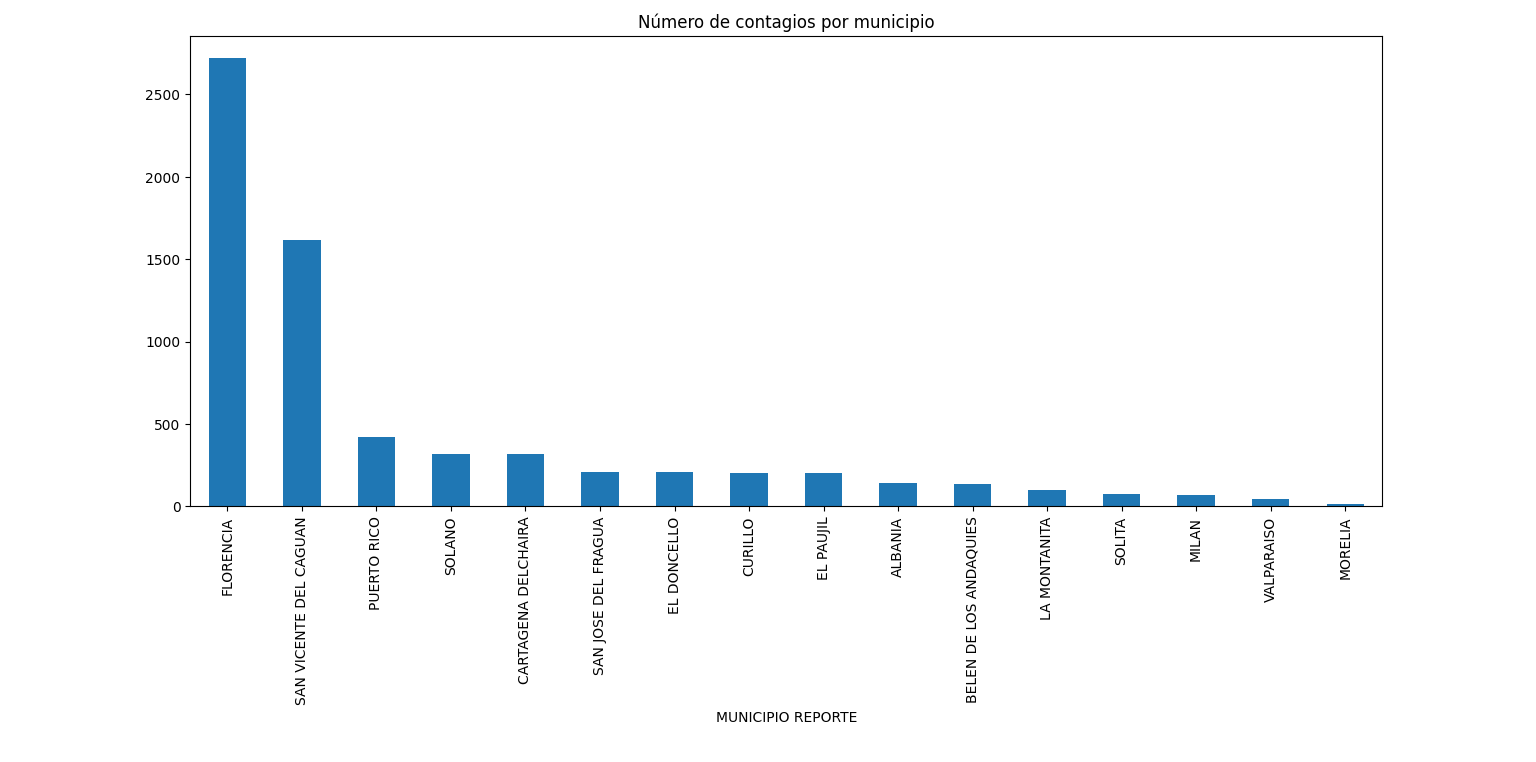 Número de contagios por municipio
2500
2000
1500
1000
500
0
FLORENCIA
SAN VICENTE DEL CAGUAN
PUERTO RICO
SOLANO
CARTAGENA DELCHAIRA
SAN JOSE DEL FRAGUA
EL DONCELLO
CURILLO
EL PAUJIL
ALBANIA
BELEN DE LOS ANDAQUIES
LA MONTANITA
SOLITA
MILAN
VALPARAISO
MORELIA
MUNICIPIO REPORTE